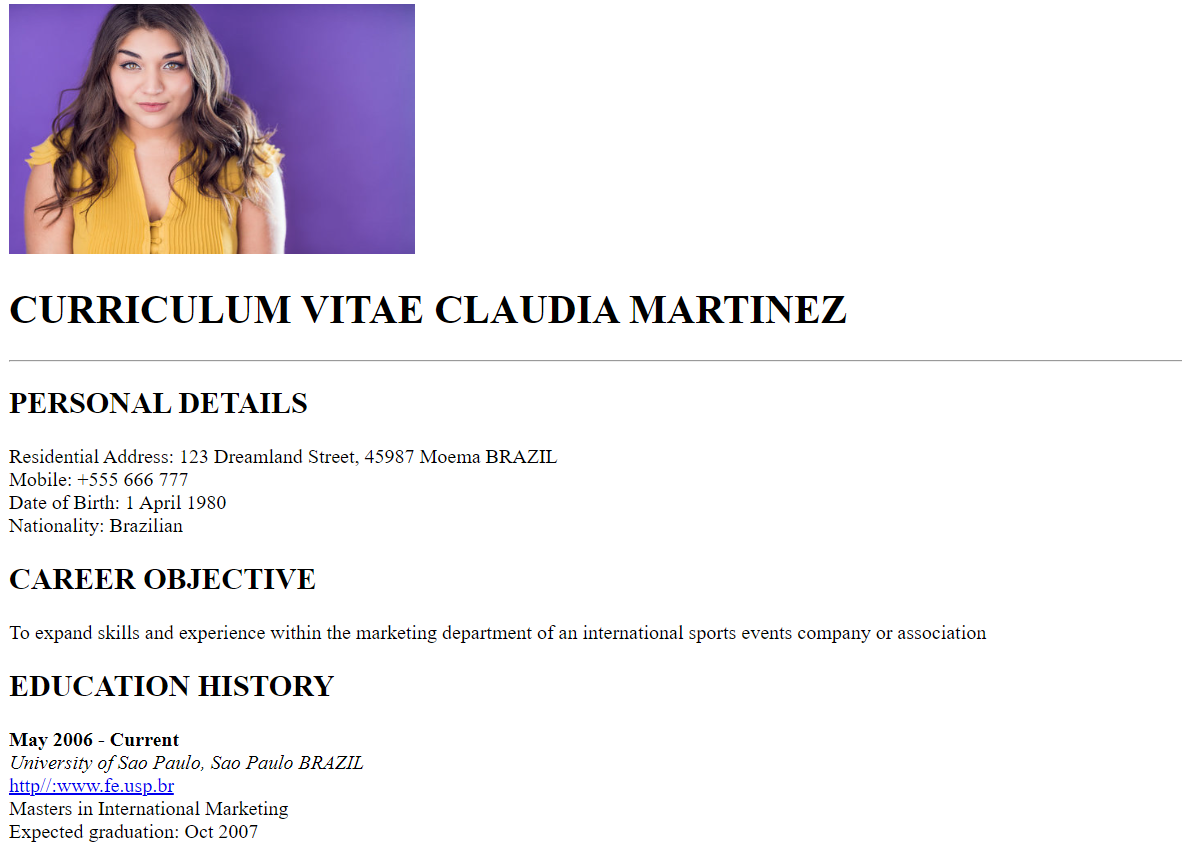 CURRICULUM VITAE CLAUDIA MARTINEZ
PERSONAL DETAILS
Residential Address: 123 Dreamland Street, 45987 Moema BRAZIL
Mobile: +555 666 777
Date of Birth: 1 April 1980
Nationality: Brazilian
CAREER OBJECTIVE
To expand skills and experience within the marketing department of an international sports events company or association
EDUCATION HISTORY
May 2006 - Current
University of Sao Paulo, Sao Paulo BRAZIL
http//:www.fe.usp.br
Masters in International Marketing
Expected graduation: Oct 2007